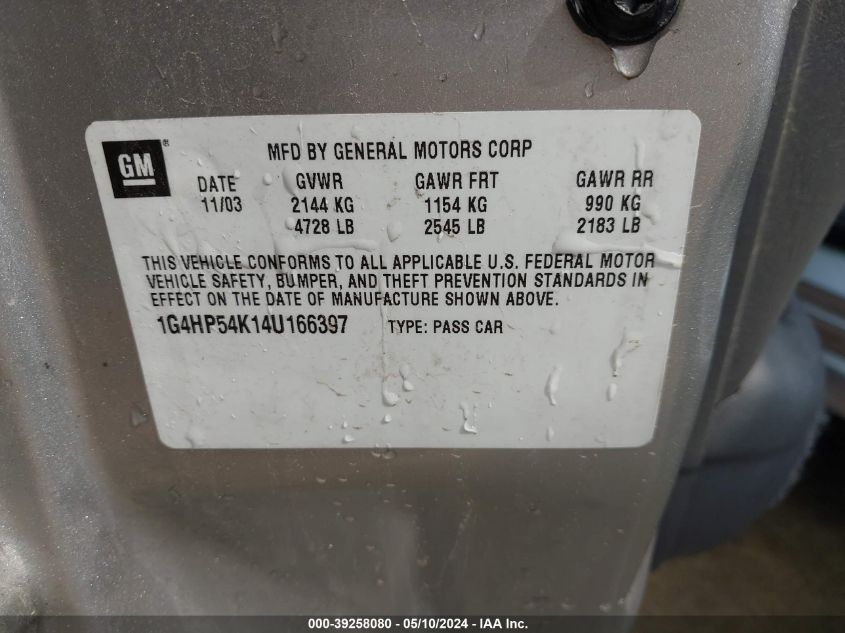 GM®
MFD BY GENERAL MOTORS CORP
DATE GVWR GAWR FRT GAWR RR
11/03 2144 KG 1154 KG 990 KG
4728 LB 2545 LB 2183 LB
THIS VEHICLE CONFORMS TO ALL APPLICABLE U.S. FEDERAL MOTOR
VEHICLE SAFETY, BUMPER, AND THEFT PREVENTION STANDARDS IN
EFFECT ON THE DATE OF MANUFACTURE SHOWN ABOVE.
1G4HP54K14U166397 TYPE: PASS CAR
000-39258080 - 05/10/2024 - IAA Inc.